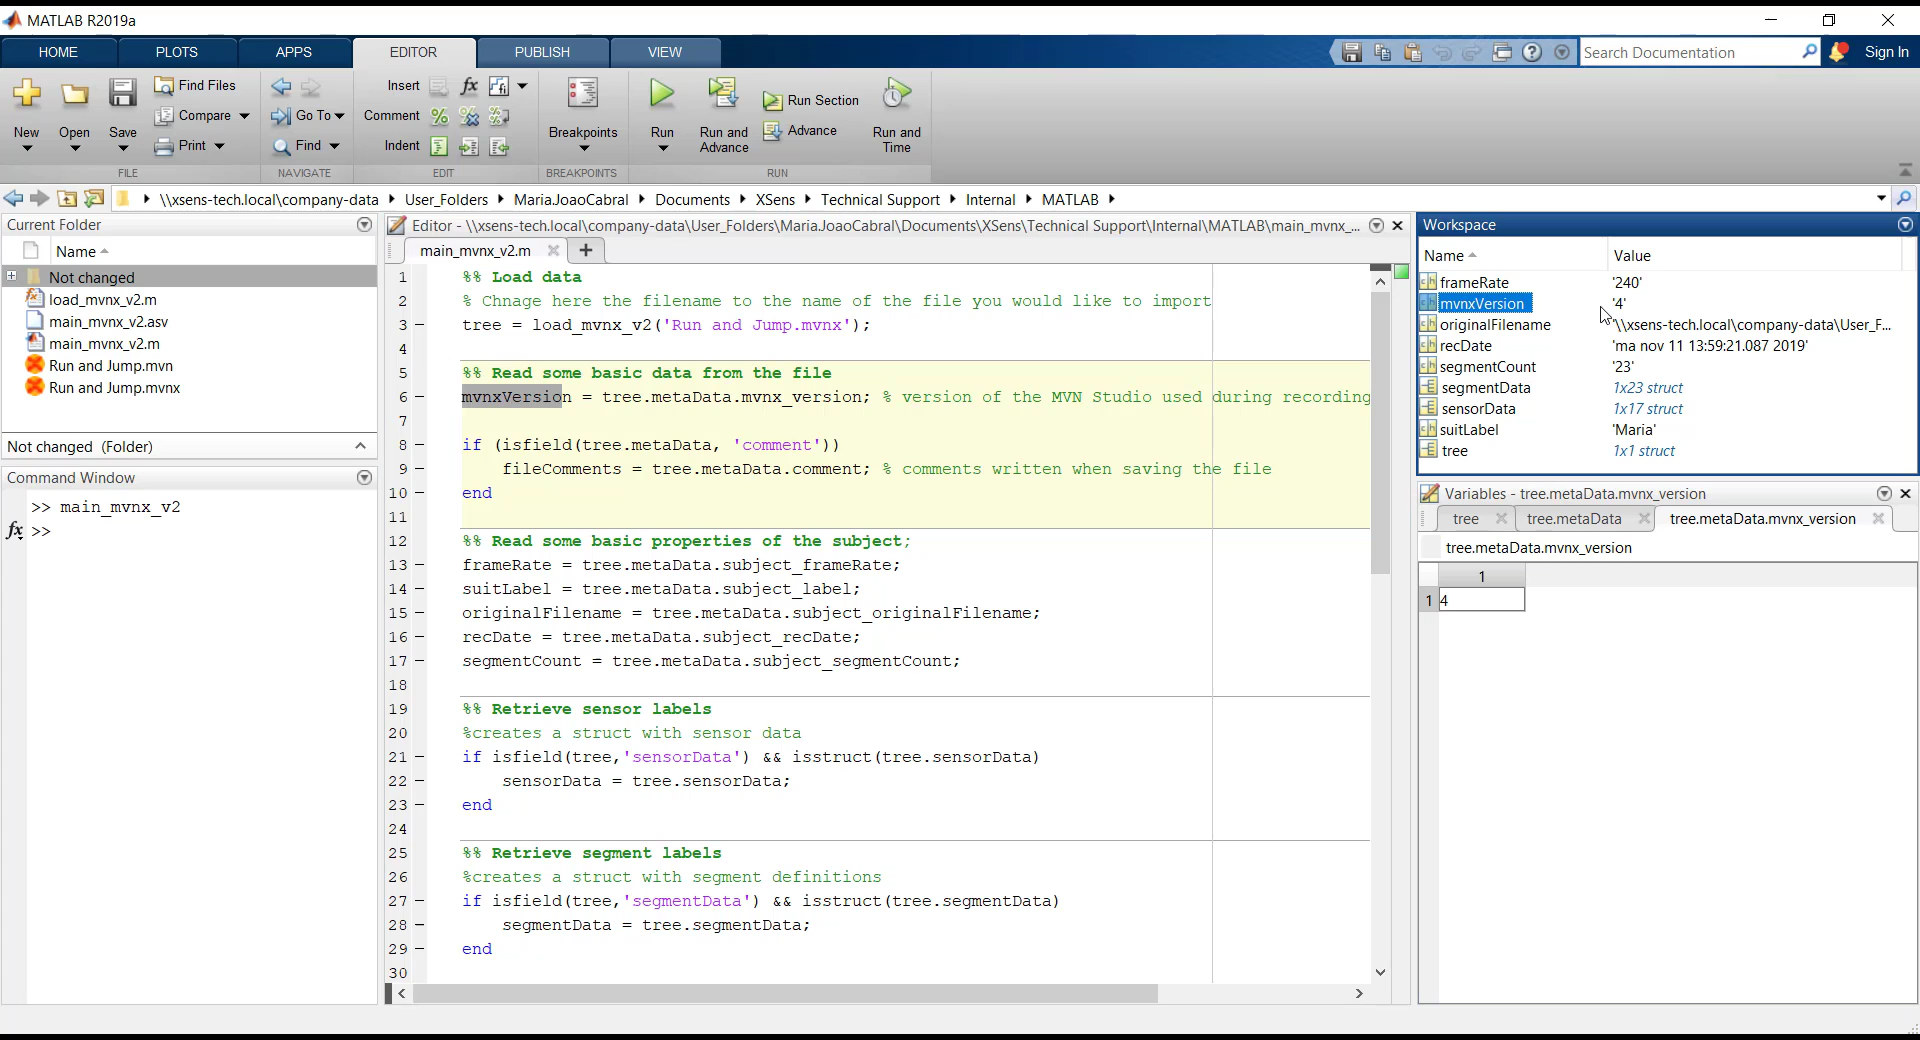 MATLAB R2019a
HOME PLOTS APPS EDITOR PUBLISH VIEW
Search Documentation Sign In
New Open Save Find Files Compare Print
FILE
Go To Find
NAVIGATE
Insert fx
Comment
Indent
EDIT
Breakpoints
BREAKPOINTS
Run Run and Advance Run Section Advance Run and Time
RUN
\\xsens-tech.local\company-data User_Folders Maria.JoaoCabral Documents XSens Technical Support Internal MATLAB
Current Folder
Name
Not changed
load_mvnx_v2.m
main_mvnx_v2.asv
main_mvnx_v2.m
Run and Jump.mvn
Run and Jump.mvnx
Not changed (Folder)
Command Window
>> main_mvnx_v2
fx >>
Editor - \\xsens-tech.local\company-data\User_Folders\Maria.JoaoCabral\Documents\XSens\Technical Support\Internal\MATLAB\main_mvnx_...
main_mvnx_v2.m
1 %% Load data
2 % Chnage here the filename to the name of the file you would like to import
3 tree = load_mvnx_v2('Run and Jump.mvnx');
4
5 %% Read some basic data from the file
6 mvnxVersion = tree.metaData.mvnx_version; % version of the MVN Studio used during recording
7
8 if (isfield(tree.metaData, 'comment'))
9 fileComments = tree.metaData.comment; % comments written when saving the file
10 end
11
12 %% Read some basic properties of the subject;
13 frameRate = tree.metaData.subject_frameRate;
14 suitLabel = tree.metaData.subject_label;
15 originalFilename = tree.metaData.subject_originalFilename;
16 recDate = tree.metaData.subject_recDate;
17 segmentCount = tree.metaData.subject_segmentCount;
18
19 %% Retrieve sensor labels
20 %creates a struct with sensor data
21 if isfield(tree,'sensorData') && isstruct(tree.sensorData)
22 sensorData = tree.sensorData;
23 end
24
25 %% Retrieve segment labels
26 %creates a struct with segment definitions
27 if isfield(tree,'segmentData') && isstruct(tree.segmentData)
28 segmentData = tree.segmentData;
29 end
30
Workspace
Name Value
frameRate '240'
mvnxVersion '4'
originalFilename '\\xsens-tech.local\company-data\User_F...
recDate 'ma nov 11 13:59:21.087 2019'
segmentCount '23'
segmentData 1x23 struct
sensorData 1x17 struct
suitLabel 'Maria'
tree 1x1 struct
Variables - tree.metaData.mvnx_version
tree tree.metaData tree.metaData.mvnx_version
tree.metaData.mvnx_version
1
1 4